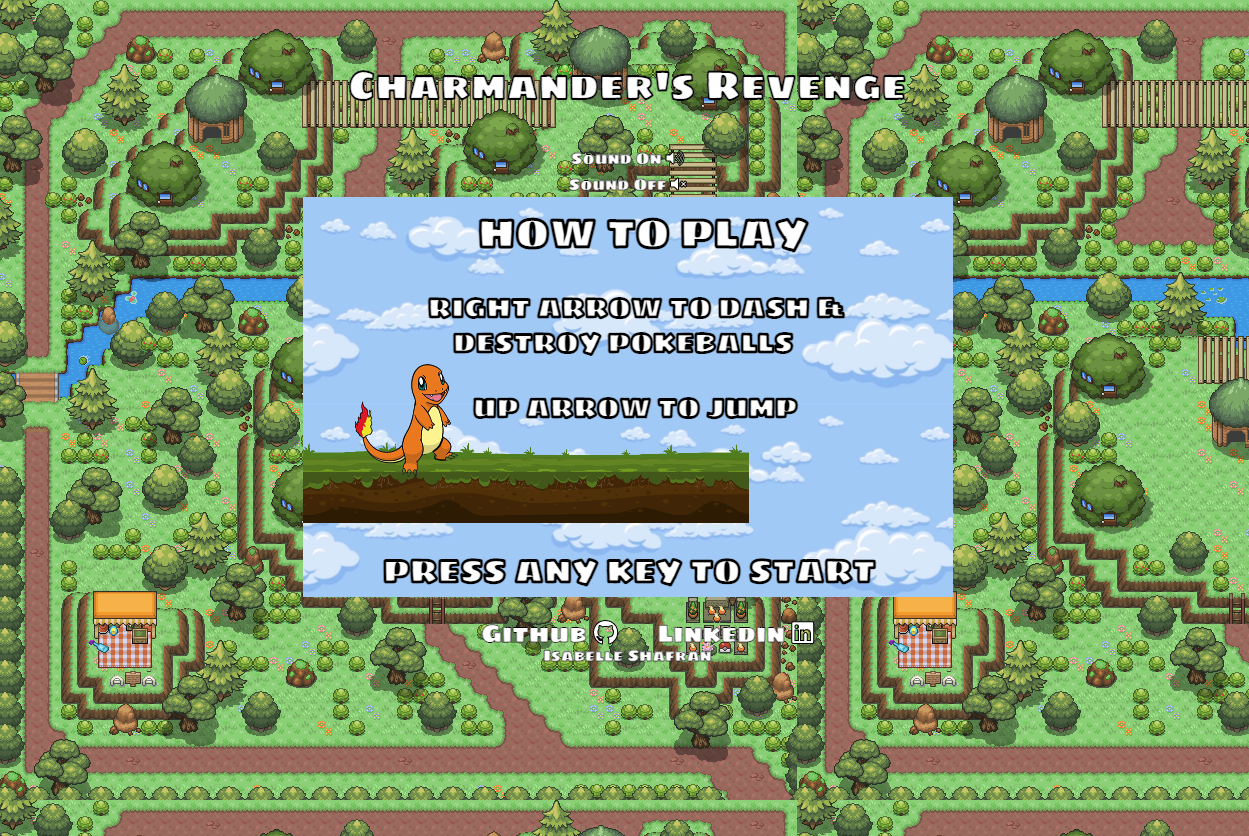 Charmander's Revenge
Sound On
Sound Off
HOW TO PLAY
RIGHT ARROW TO DASH &
DESTROY POKEBALLS
UP ARROW TO JUMP
PRESS ANY KEY TO START
Github LinkedIn in
Isabelle Shafran